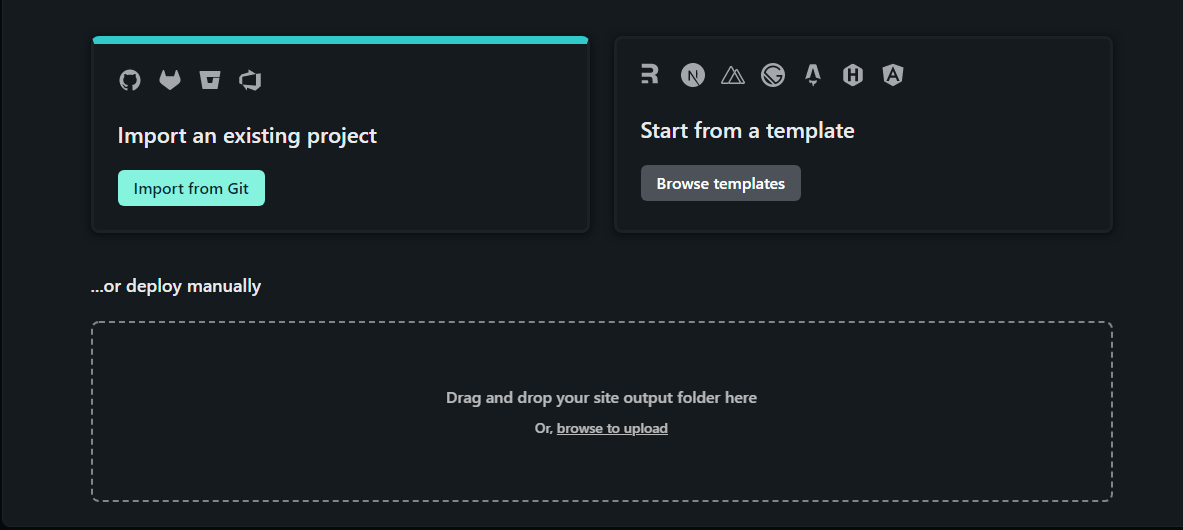 Import an existing project
Import from Git
Start from a template
Browse templates
...or deploy manually
Drag and drop your site output folder here
Or, browse to upload